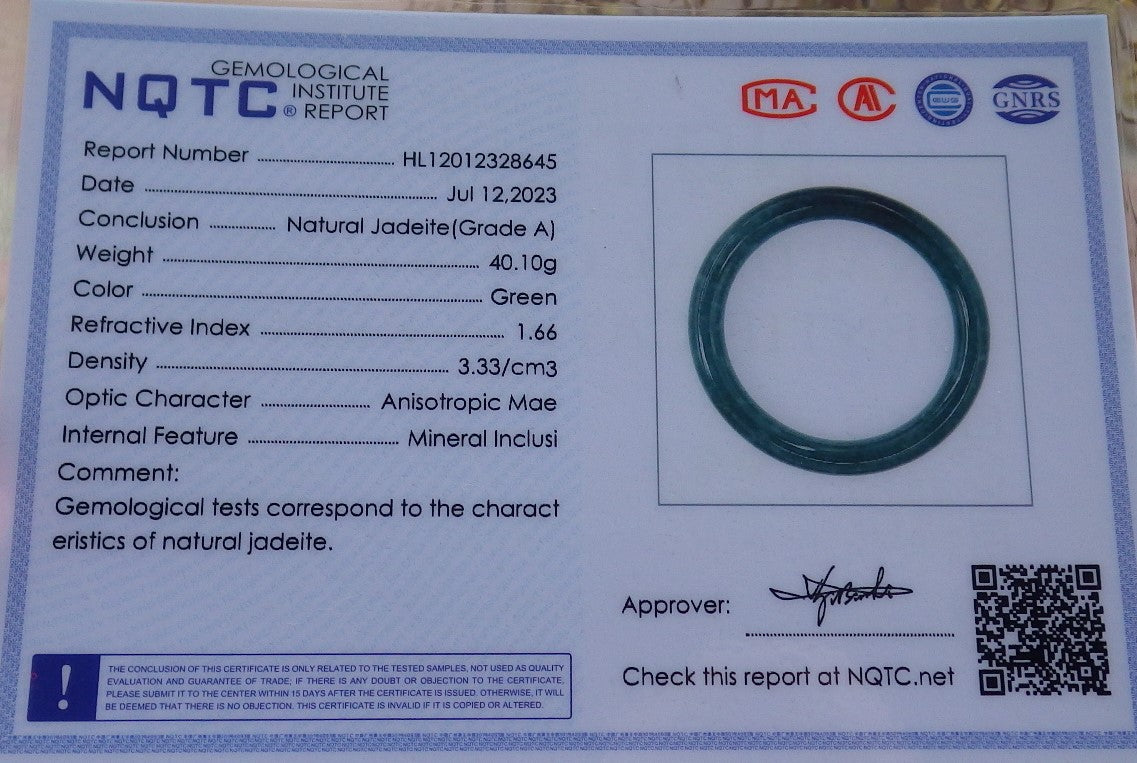 NQTC® GEMOLOGICAL INSTITUTE REPORT
MA
GNRS
Report Number HL12012328645
Date Jul 12,2023
Conclusion Natural Jadeite(Grade A)
Weight 40.10g
Color Green
Refractive Index 1.66
Density 3.33/cm3
Optic Character Anisotropic Mae
Internal Feature Mineral Inclusi
Comment:
Gemological tests correspond to the charact
eristics of natural jadeite.
Approver:
Check this report at NQTC.net
!
THE CONCLUSION OF THIS CERTIFICATE IS ONLY RELATED TO THE TESTED SAMPLES, NOT USED AS QUALITY
EVALUATION AND GUARANTEE OF TRADE; IF THERE IS ANY DOUBT OR OBJECTION TO THE CERTIFICATE,
PLEASE SUBMIT IT TO THE CENTER WITHIN 15 DAYS AFTER THE CERTIFICATE IS ISSUED. OTHERWISE, IT WILL
BE DEEMED THAT THERE IS NO OBJECTION. THIS CERTIFICATE IS INVALID IF IT IS COPIED OR ALTERED.